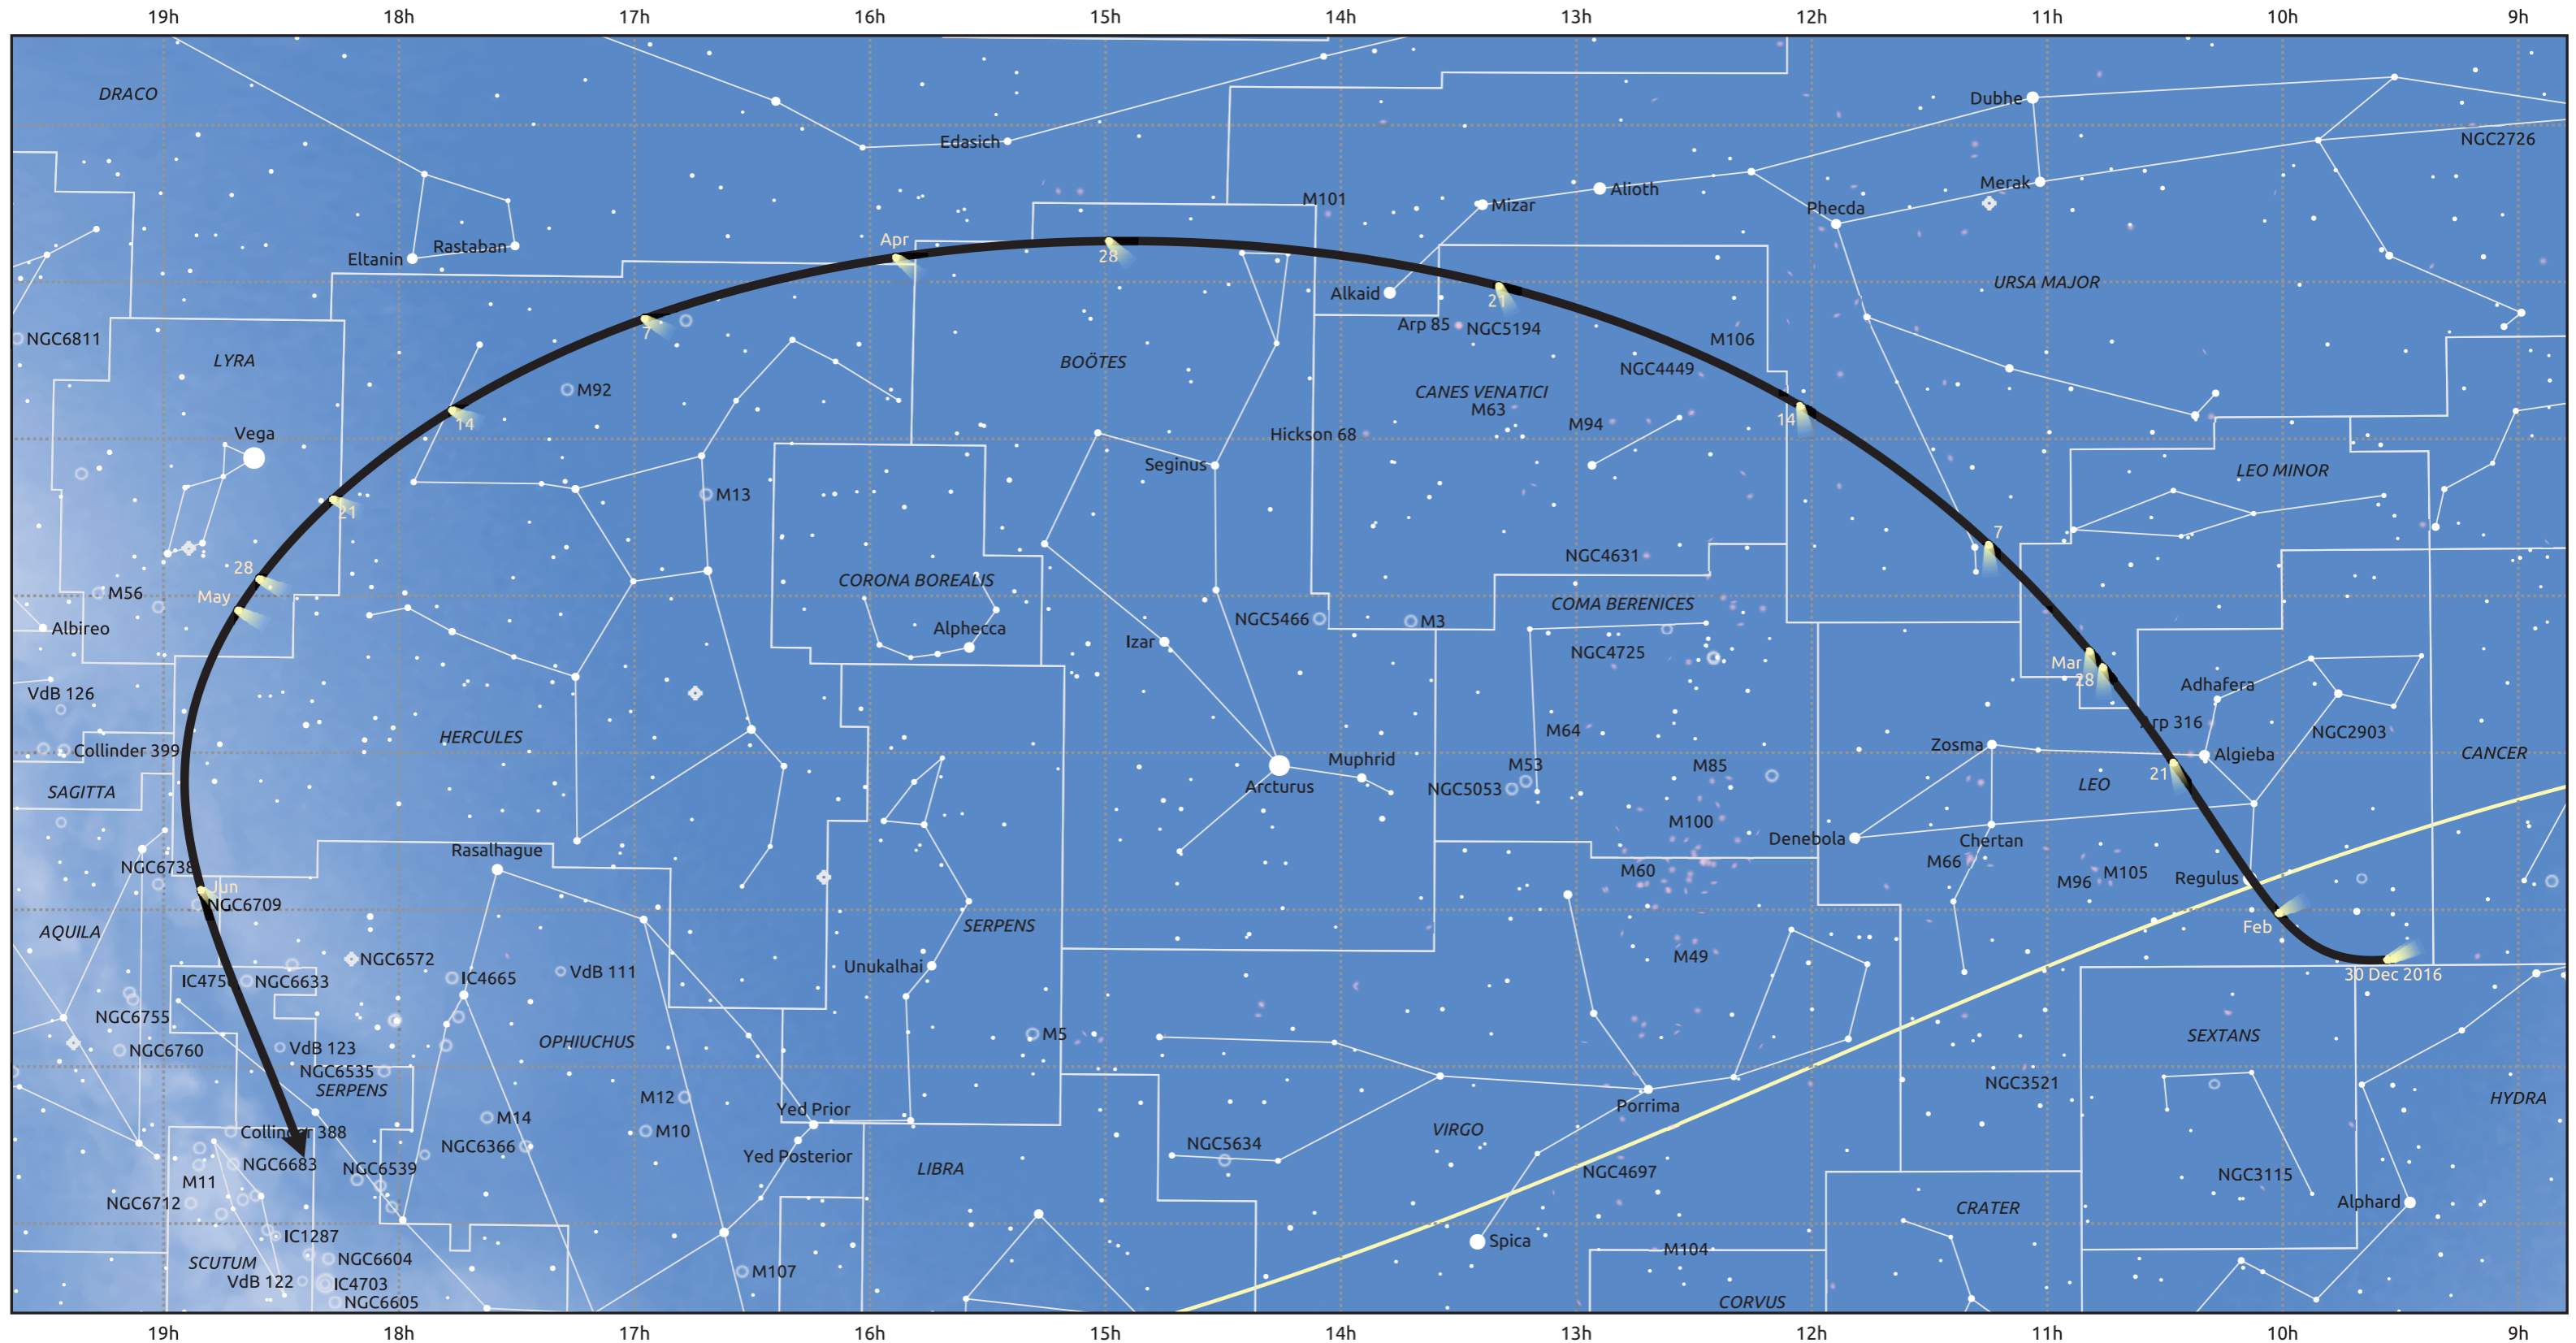 19h 18h 17h 16h 15h 14h 13h 12h 11h 10h 9h
DRACO
Edasich
Dubhe
NGC2726
Merak
Alioth
Mizar
M101
Phecda
Rastaban
Eltanin
Apr
28
URSA MAJOR
Alkaid
21
Arp 85
NGC5194
7
NGC6811
LYRA
BOÖTES
M106
NGC4449
CANES VENATICI
M63
M92
14
M94
14
Vega
Hickson 68
Seginus
LEO MINOR
M13
21
7
NGC4631
28
CORONA BOREALIS
May
M56
COMA BERENICES
NGC5466
M3
Albireo
Alphecca
Izar
NGC4725
Mar
28
VdB 126
Adhafera
Arp 316
M64
NGC2903
HERCULES
Collinder 399
Zosma
Algieba
CANCER
Muphrid
M53
M85
21
LEO
SAGITTA
Arcturus
NGC5053
M100
Denebola
Chertan
Rasalhague
NGC6738
M66
M60
M96
M105
Regulus
Jun
NGC6709
Feb
AQUILA
SERPENS
NGC6572
M49
Unukalhai
VdB 111
30 Dec 2016
IC4756
NGC6633
IC4665
NGC6755
OPHIUCHUS
M5
SEXTANS
NGC6760
VdB 123
NGC6535
SERPENS
NGC3521
M12
HYDRA
Yed Prior
Porrima
M14
Collinder 388
M10
VIRGO
NGC6366
NGC5634
Yed Posterior
NGC6683
NGC6539
LIBRA
NGC4697
NGC3115
M11
NGC6712
Alphard
CRATER
IC1287
Spica
M104
SCUTUM
NGC6604
M107
VdB 122
IC4703
NGC6605
CORVUS
19h 18h 17h 16h 15h 14h 13h 12h 11h 10h 9h